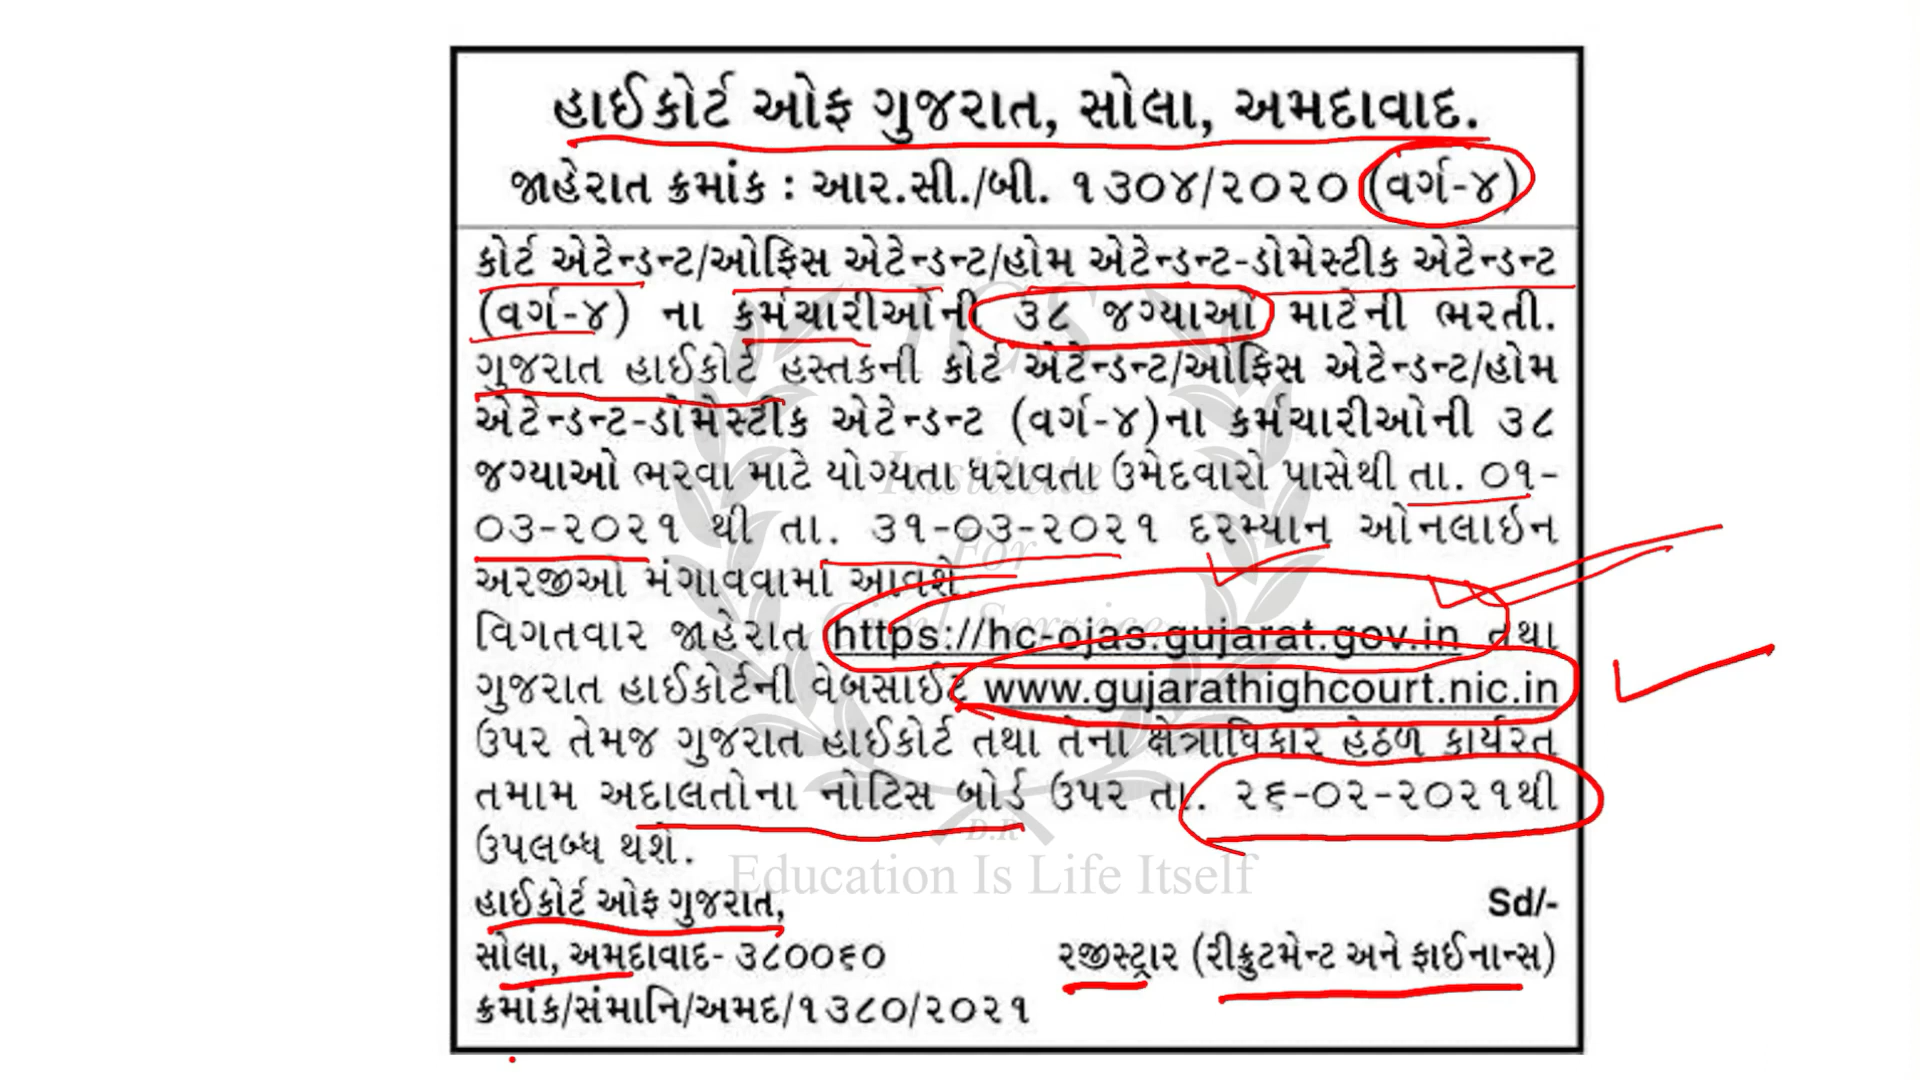 હાઈકોર્ટ ઓફ ગુજરાત, સોલા, અમદાવાદ.
જાહેરાત ક્રમાંક : આર.સી./બી. ૧૩૦૪/૨૦૨૦ (વર્ગ-૪)
કોર્ટ એટેન્ડન્ટ/ઓફિસ એટેન્ડન્ટ/હોમ એટેન્ડન્ટ-ડોમેસ્ટીક એટેન્ડન્ટ
(વર્ગ-૪) ના કર્મચારીઓની ૩૮ જગ્યાઓ માટેની ભરતી.
ગુજરાત હાઈકોર્ટ હસ્તકની કોર્ટ એટેન્ડન્ટ/ઓફિસ એટેન્ડન્ટ/હોમ
એટેન્ડન્ટ-ડોમેસ્ટીક એટેન્ડન્ટ (વર્ગ-૪)ના કર્મચારીઓની ૩૮
જગ્યાઓ ભરવા માટે યોગ્યતા ધરાવતા ઉમેદવારો પાસેથી તા. ૦૧-
૦૩-૨૦૨૧ થી તા. ૩૧-૦૩-૨૦૨૧ દરમ્યાન ઓનલાઇન
અરજીઓ મંગાવવામાં આવશે.
વિગતવાર જાહેરાત https://hc-ojas.gujarat.gov.in તથા
ગુજરાત હાઈકોર્ટની વેબસાઈટ www.gujarathighcourt.nic.in
ઉપર તેમજ ગુજરાત હાઈકોર્ટ તથા તેના ક્ષેત્રાધિકાર હેઠળ કાર્યરત
તમામ અદાલતોના નોટિસ બોર્ડ ઉપર તા. ૨૬-૦૨-૨૦૨૧થી
ઉપલબ્ધ થશે.
હાઈકોર્ટ ઓફ ગુજરાત, Sd/-
સોલા, અમદાવાદ- ૩૮૦૦૬૦ રજીસ્ટ્રાર (રીક્રુટમેન્ટ અને ફાઈનાન્સ)
ક્રમાંક/સંમાનિ/અમદ/૧૩૮૦/૨૦૨૧
ICS
Institute
For
Civil Services
D.R
Education Is Life Itself